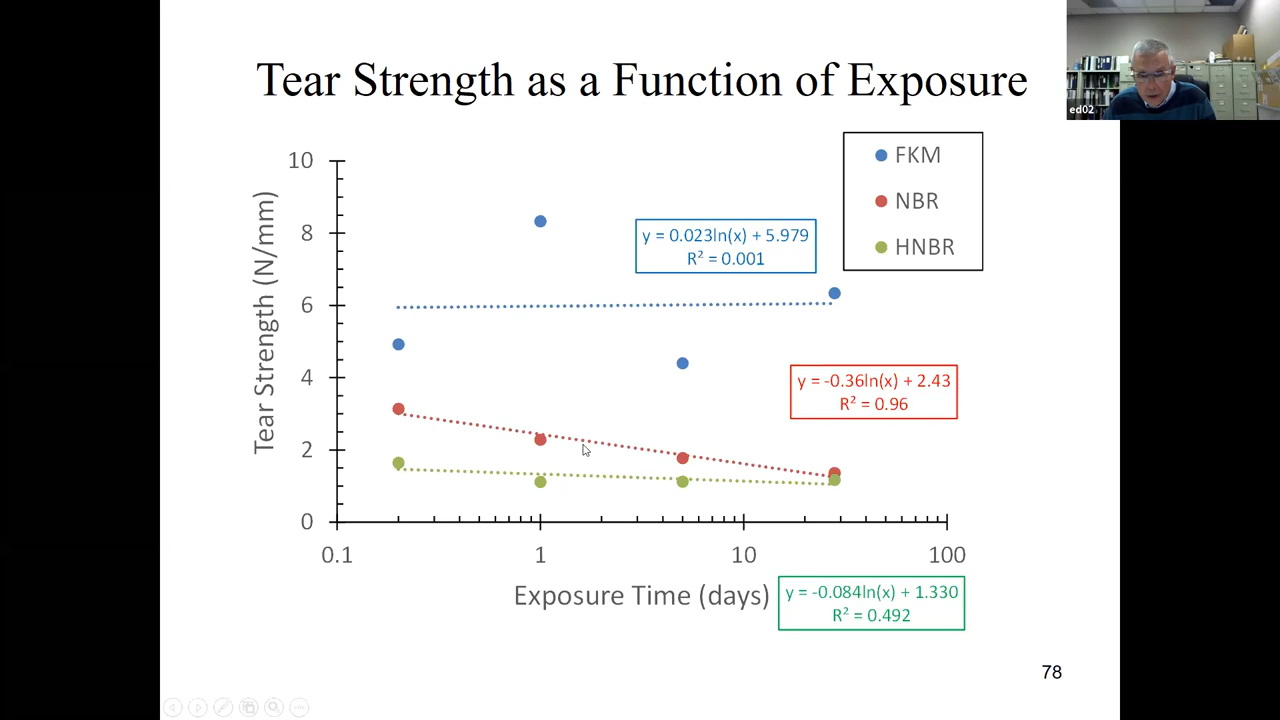 Tear Strength as a Function of Exposure
ed02
FKM
NBR
HNBR
10
8
6
4
2
0
Tear Strength (N/mm)
y = 0.023ln(x) + 5.979
R² = 0.001
y = -0.36ln(x) + 2.43
R² = 0.96
0.1
1
10
100
Exposure Time (days)
y = -0.084ln(x) + 1.330
R² = 0.492
78